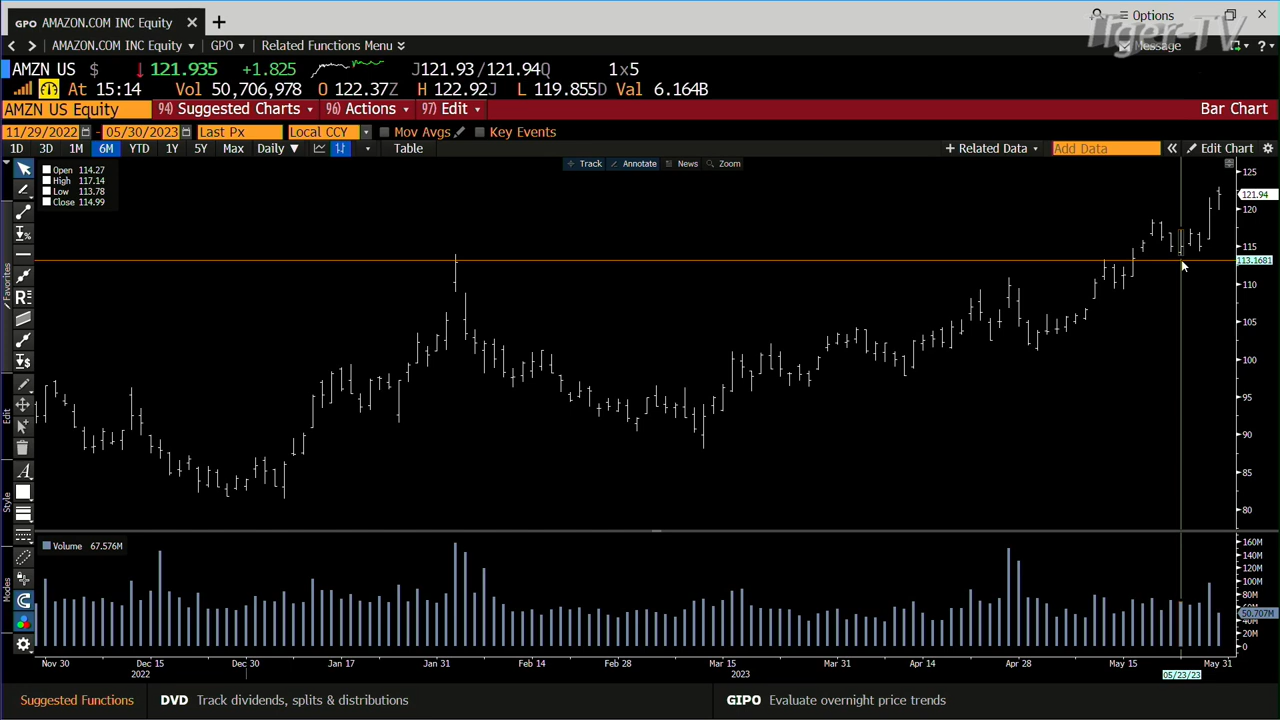 GPO AMAZON.COM INC Equity × +
Options
Tiger-TV
AMAZON.COM INC Equity GPO Related Functions Menu Message ?
AMZN US $ ↓ 121.935 +1.825 J121.93/121.94Q 1x5
At 15:14 Vol 50,706,978 O 122.37Z H 122.92J L 119.855D Val 6.164B
AMZN US Equity 94) Suggested Charts 96) Actions 97) Edit Bar Chart
11/29/2022 - 05/30/2023 Last Px Local CCY Mov Avgs Key Events
1D 3D 1M 6M YTD 1Y 5Y Max Daily ▼ Table + Related Data Add Data « Edit Chart
Track Annotate News Zoom
Open 114.27
High 117.14
Low 113.78
Close 114.99
125
121.94
120
115
113.1681
110
105
100
95
90
85
80
Favorites
Edit
Style
Modes
Volume 67.576M
160M
140M
120M
100M
80M
50.707M
40M
20M
0
Nov 30 Dec 15 Dec 30 Jan 17 Jan 31 Feb 14 Feb 28 Mar 15 Mar 31 Apr 14 Apr 28 May 15 May 31
2022 2023 05/23/23
Suggested Functions DVD Track dividends, splits & distributions GIPO Evaluate overnight price trends